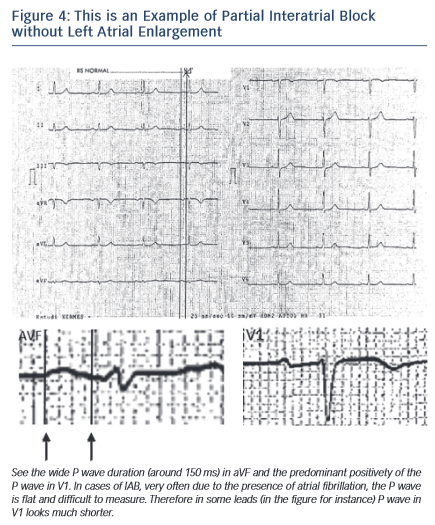 Figure 4: This is an Example of Partial Interatrial Block
without Left Atrial Enlargement
RS NORMAL
I
V1
II
V2
III
aVR
aVL
V5
aVF
V6
25 mm/sec
AVF
V1
See the wide P wave duration (around 150 ms) in aVF and the predominant positivety of the
P wave in V1. In cases of IAB, very often due to the presence of atrial fibrillation, the P wave
is flat and difficult to measure. Therefore in some leads (in the figure for instance) P wave in
V1 looks much shorter.